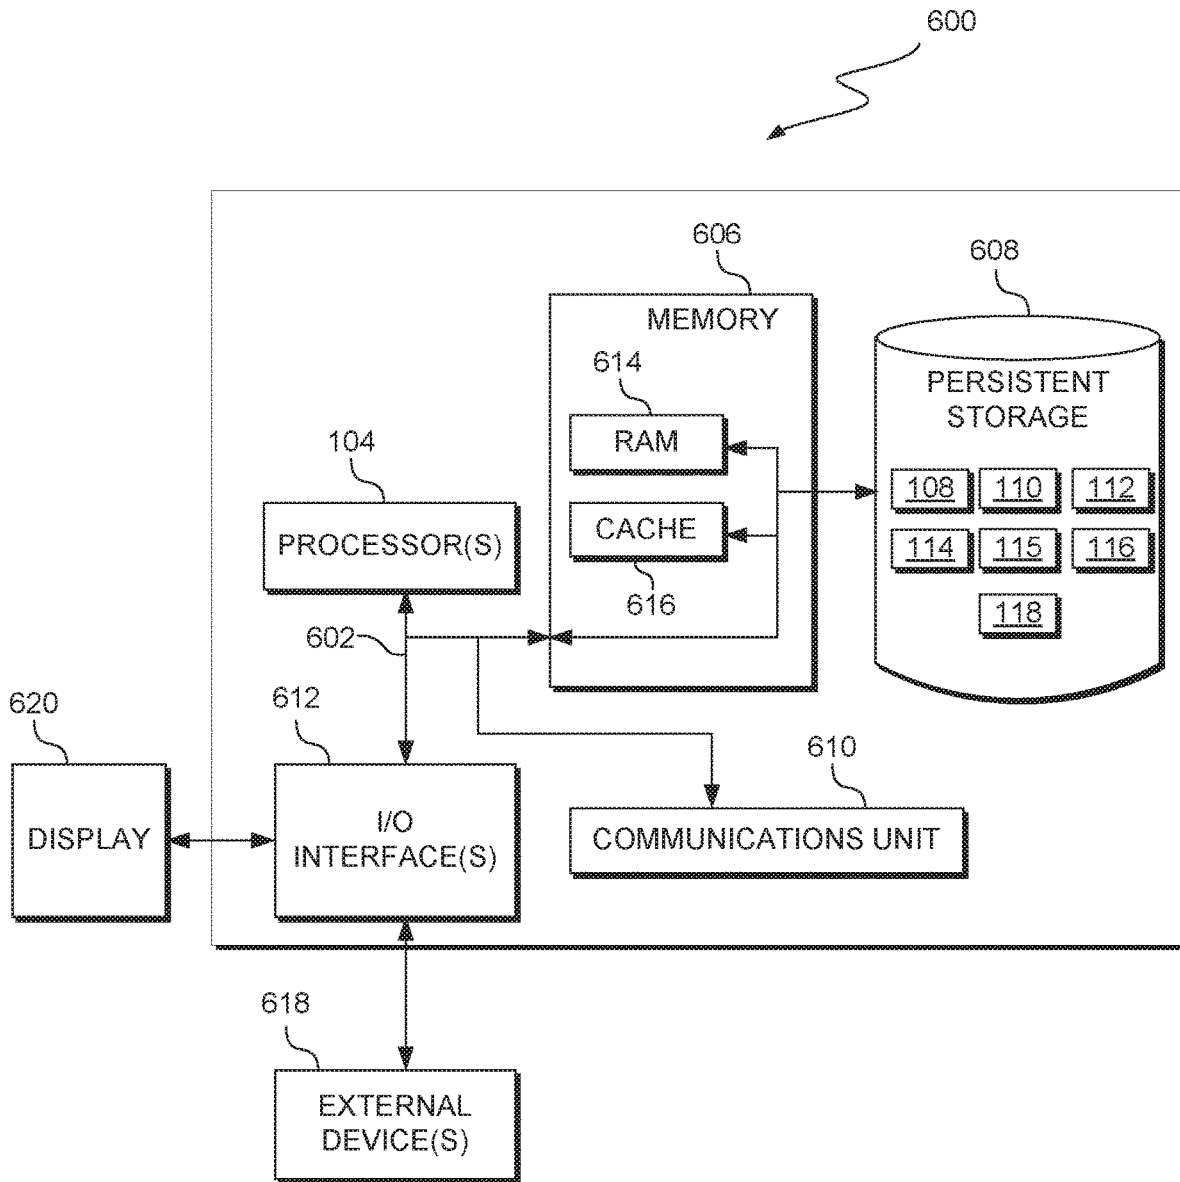 600
606
608
MEMORY
PERSISTENT
STORAGE
614
RAM
104
108 110 112
PROCESSOR(S)
CACHE
114 115 116
616
118
602
612
620
610
DISPLAY
I/O
INTERFACE(S)
COMMUNICATIONS UNIT
618
EXTERNAL
DEVICE(S)